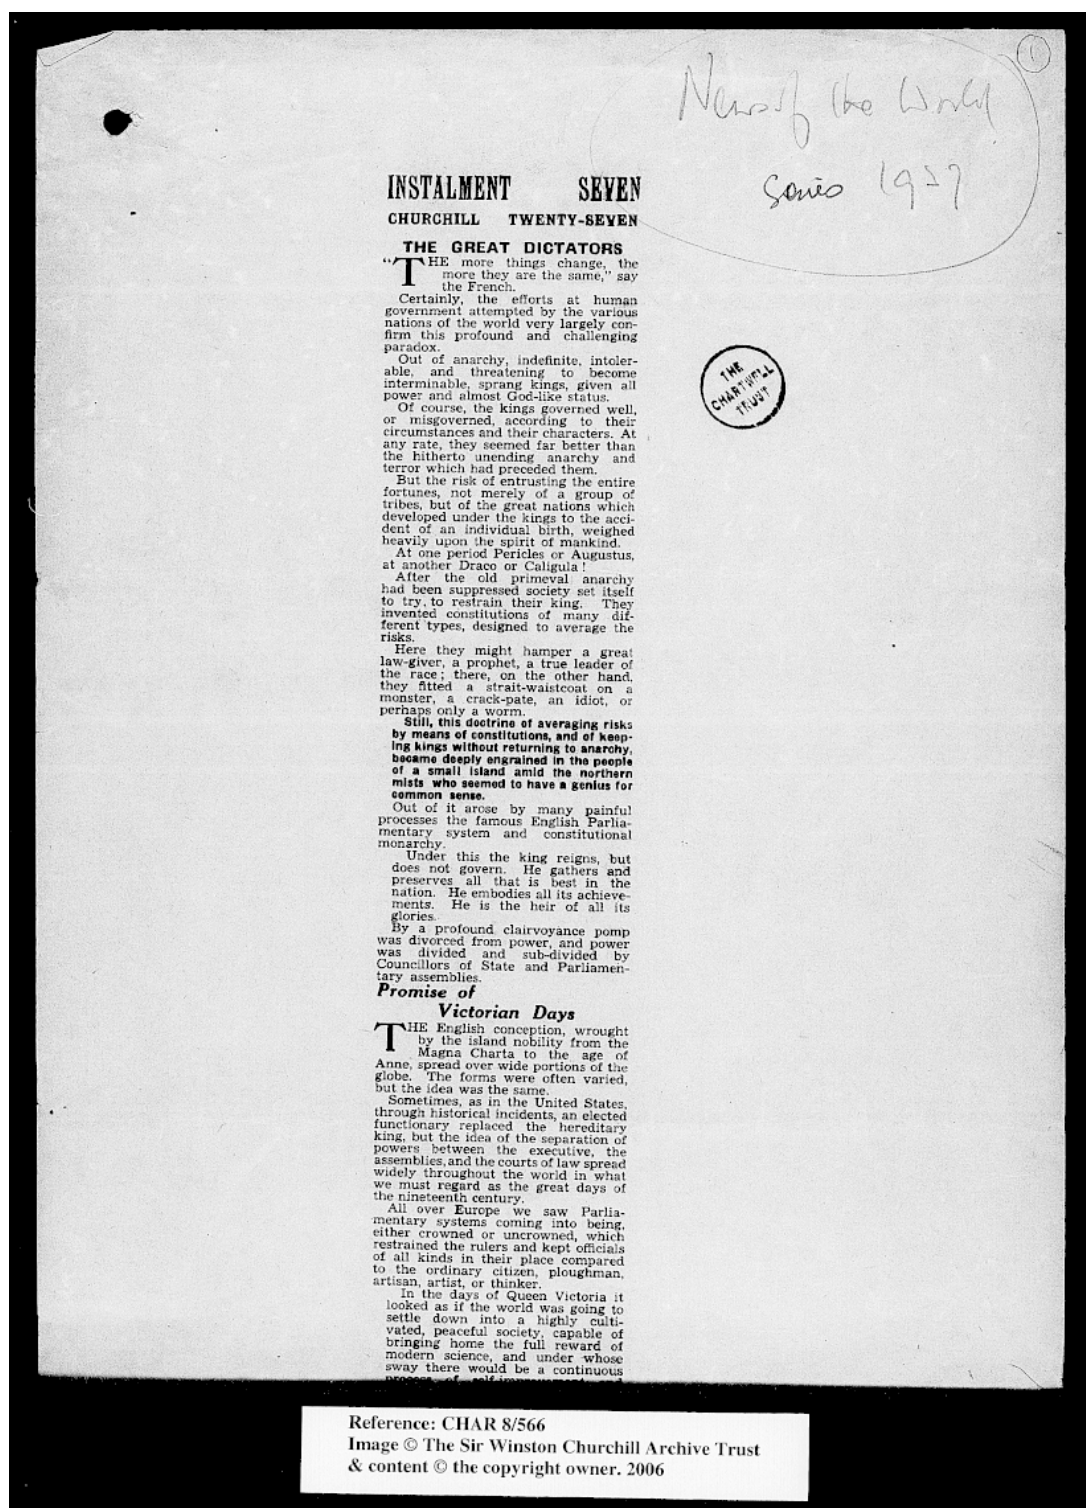 1
News of the World
Series 1937
INSTALMENT SEVEN
CHURCHILL TWENTY-SEVEN
THE GREAT DICTATORS
"THE more things change, the
more they are the same," say
the French.
Certainly, the efforts at human
government attempted by the various
nations of the world very largely con-
firm this profound and challenging
paradox.
Out of anarchy, indefinite, intoler-
able, and threatening to become
interminable, sprang kings, given all
power and almost God-like status.
Of course, the kings governed well,
or misgoverned, according to their
circumstances and their characters. At
any rate, they seemed far better than
the hitherto unending anarchy and
terror which had preceded them.
But the risk of entrusting the entire
fortunes, not merely of a group of
tribes, but of the great nations which
developed under the kings to the acci-
dent of an individual birth, weighed
heavily upon the spirit of mankind.
At one period Pericles or Augustus,
at another Draco or Caligula!
After the old primeval anarchy
had been suppressed society set itself
to try, to restrain their king. They
invented constitutions of many dif-
ferent types, designed to average the
risks.
Here they might hamper a great
law-giver, a prophet, a true leader of
the race; there, on the other hand,
they fitted a strait-waistcoat on a
monster, a crack-pate, an idiot, or
perhaps only a worm.
Still, this doctrine of averaging risks
by means of constitutions, and of keep-
ing kings without returning to anarchy,
became deeply engrained in the people
of a small island amid the northern
mists who seemed to have a genius for
common sense.
Out of it arose by many painful
processes the famous English Parlia-
mentary system and constitutional
monarchy.
Under this the king reigns, but
does not govern. He gathers and
preserves all that is best in the
nation. He embodies all its achieve-
ments. He is the heir of all its
glories.
By a profound clairvoyance pomp
was divorced from power, and power
was divided and sub-divided by
Councillors of State and Parliamen-
tary assemblies.
Promise of
Victorian Days
THE English conception, wrought
by the island nobility from the
Magna Charta to the age of
Anne, spread over wide portions of the
globe. The forms were often varied,
but the idea was the same.
Sometimes, as in the United States,
through historical incidents, an elected
functionary replaced the hereditary
king, but the idea of the separation of
powers between the executive, the
assemblies, and the courts of law spread
widely throughout the world in what
we must regard as the great days of
the nineteenth century.
All over Europe we saw Parlia-
mentary systems coming into being,
either crowned or uncrowned, which
restrained the rulers and kept officials
of all kinds in their place compared
to the ordinary citizen, ploughman,
artisan, artist, or thinker.
In the days of Queen Victoria it
looked as if the world was going to
settle down into a highly culti-
vated, peaceful society, capable of
bringing home the full reward of
modern science, and under whose
sway there would be a continuous
process of self-improvement and
THE
CHARTWELL
TRUST
Reference: CHAR 8/566
Image © The Sir Winston Churchill Archive Trust
& content © the copyright owner. 2006